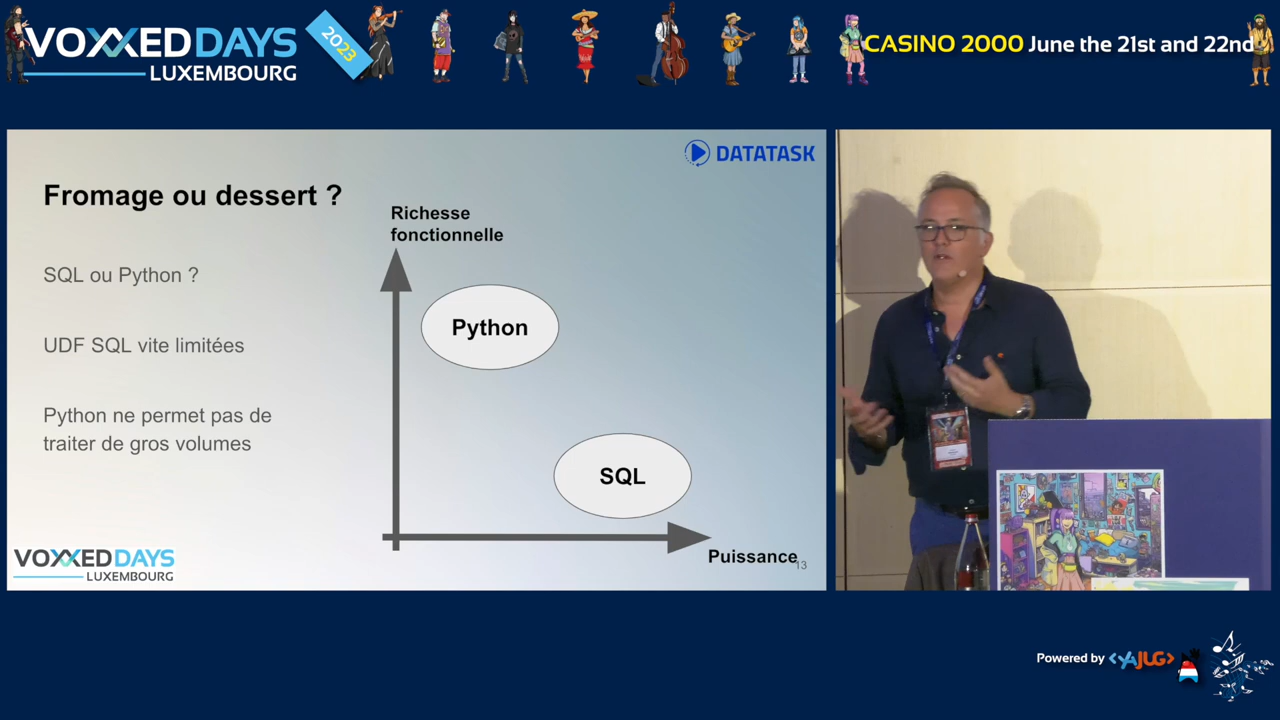 VOXXED DAYS
LUXEMBOURG
2023
CASINO 2000 June the 21st and 22nd
DATATASK
Fromage ou dessert ?
Richesse
fonctionnelle
SQL ou Python ?
Python
UDF SQL vite limitées
Python ne permet pas de
traiter de gros volumes
SQL
Puissance
13
VOXXED DAYS
LUXEMBOURG
Powered by <YAJUG>